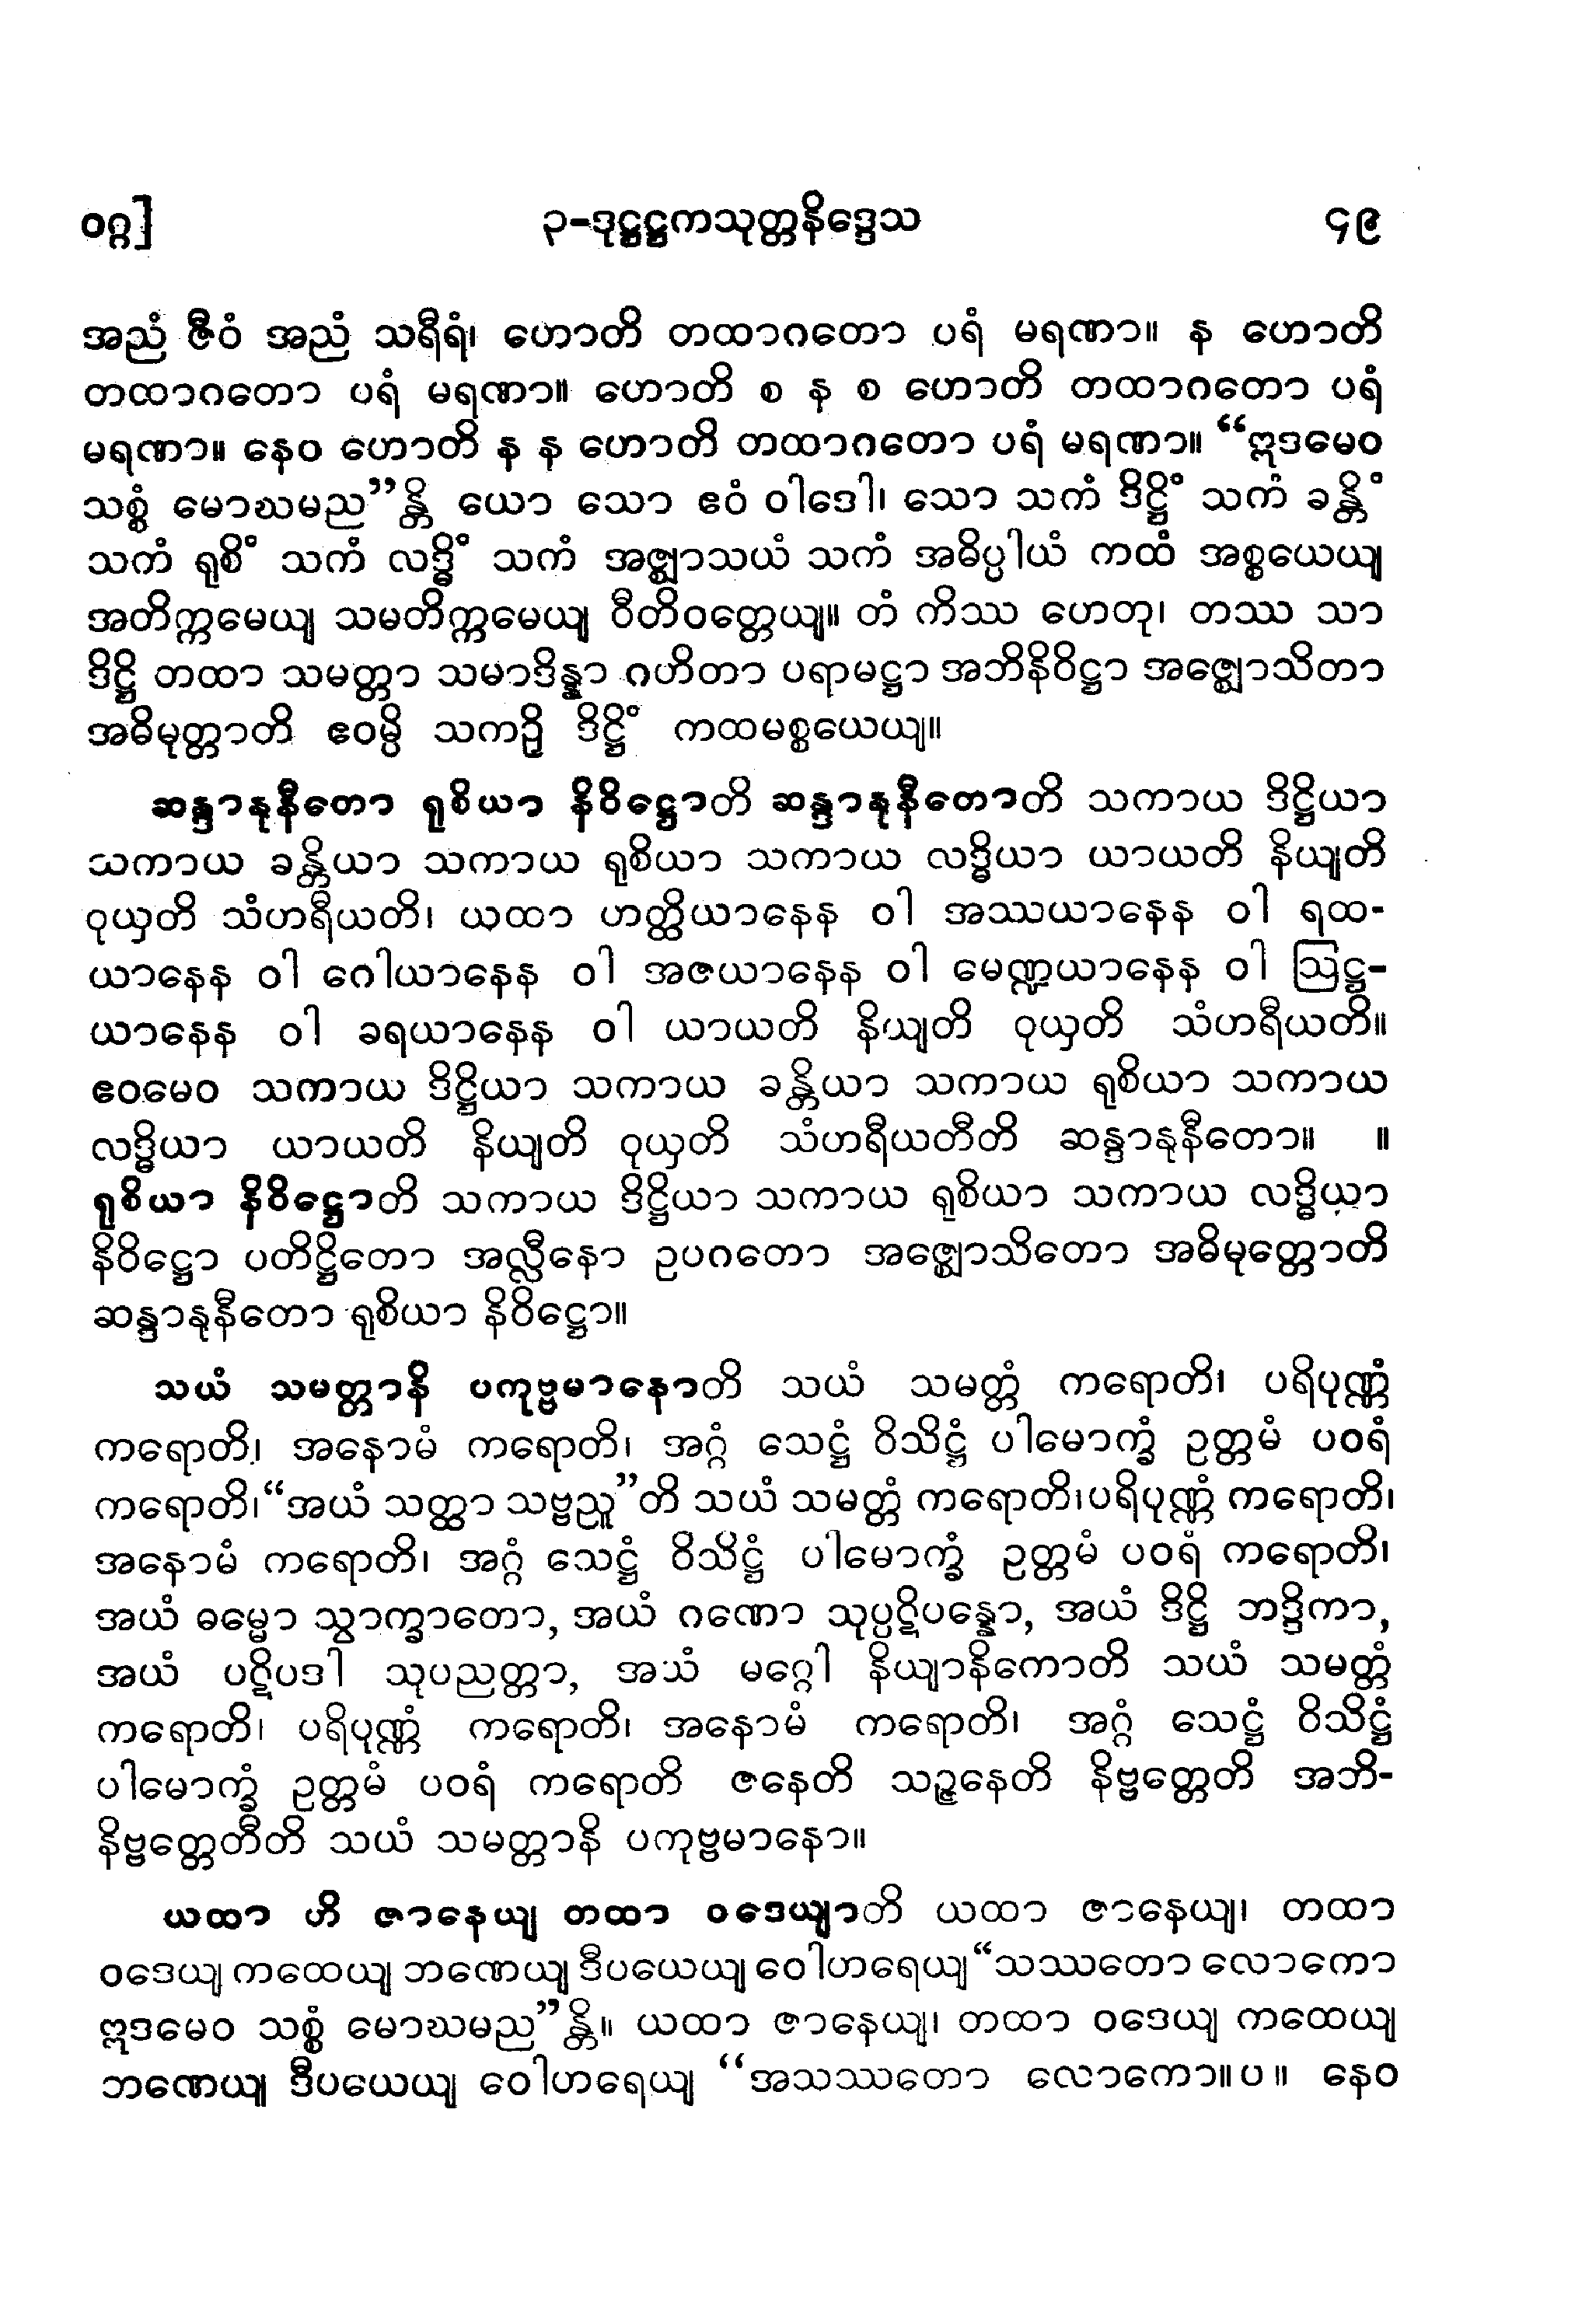 ဝဂ္ဂ]	၃-ဒုဋ္ဌဋ္ဌကသုတ္တနိဒ္ဒေသ	၄၉
အညံ ဇီဝံ အညံ သရီရံ၊ ဟောတိ တထာဂတော ပရံ မရဏာ။ န ဟောတိ
တထာဂတော ပရံ မရဏာ။ ဟောတိ စ န စ ဟောတိ တထာဂတော ပရံ
မရဏာ။ နေဝ ဟောတိ န န ဟောတိ တထာဂတော ပရံ မရဏာ။ “ဣဒမေဝ
သစ္စံ မောဃမည”န္တိ ယော သော ဧဝံ ဝါဒေါ၊ သော သကံ ဒိဋ္ဌိံ သကံ ခန္တိံ
သကံ ရုစိံ သကံ လဒ္ဓိံ သကံ အဇ္ဈာသယံ သကံ အဓိပ္ပါယံ ကထံ အစ္စယေယျ
အတိက္ကမေယျ သမတိက္ကမေယျ ဝီတိဝတ္တေယျ။ တံ ကိဿ ဟေတု၊ တဿ သာ
ဒိဋ္ဌိ တထာ သမတ္တာ သမာဒိန္နာ ဂဟိတာ ပရာမဋ္ဌာ အဘိနိဝိဋ္ဌာ အဇ္ဈောသိတာ
အဓိမုတ္တာတိ ဧဝမ္ပိ သကဉှိ ဒိဋ္ဌိံ ကထမစ္စယေယျ။
ဆန္ဒာနုနီတော ရုစိယာ နိဝိဋ္ဌောတိ ဆန္ဒာနုနီတောတိ သကာယ ဒိဋ္ဌိယာ
သကာယ ခန္တိယာ သကာယ ရုစိယာ သကာယ လဒ္ဓိယာ ယာယတိ နိယျတိ
ဝုယှတိ သံဟရီယတိ၊ ယထာ ဟတ္ထိယာနေန ဝါ အဿယာနေန ဝါ ရထ-
ယာနေန ဝါ ဂေါယာနေန ဝါ အဇယာနေန ဝါ မေဏ္ဍယာနေန ဝါ ဩဋ္ဌ-
ယာနေန ဝါ ခရယာနေန ဝါ ယာယတိ နိယျတိ ဝုယှတိ သံဟရီယတိ။
ဧဝမေဝ သကာယ ဒိဋ္ဌိယာ သကာယ ခန္တိယာ သကာယ ရုစိယာ သကာယ
လဒ္ဓိယာ ယာယတိ နိယျတိ ဝုယှတိ သံဟရီယတီတိ ဆန္ဒာနုနီတော။ ။
ရုစိယာ နိဝိဋ္ဌောတိ သကာယ ဒိဋ္ဌိယာ သကာယ ရုစိယာ သကာယ လဒ္ဓိယာ
နိဝိဋ္ဌော ပတိဋ္ဌိတော အလ္လီနော ဥပဂတော အဇ္ဈောသိတော အဓိမုတ္တောတိ
ဆန္ဒာနုနီတော ရုစိယာ နိဝိဋ္ဌော။
သယံ သမတ္တာနိ ပကုဗ္ဗမာနောတိ သယံ သမတ္တံ ကရောတိ၊ ပရိပုဏ္ဏံ
ကရောတိ၊ အနောမံ ကရောတိ၊ အဂ္ဂံ သေဋ္ဌံ ဝိသိဋ္ဌံ ပါမောက္ခံ ဥတ္တမံ ပဝရံ
ကရောတိ၊“အယံ သတ္ထာ သဗ္ဗညူ”တိ သယံ သမတ္တံ ကရောတိ၊ပရိပုဏ္ဏံ ကရောတိ၊
အနောမံ ကရောတိ၊ အဂ္ဂံ သေဋ္ဌံ ဝိသိဋ္ဌံ ပါမောက္ခံ ဥတ္တမံ ပဝရံ ကရောတိ၊
အယံ ဓမ္မော သွာက္ခာတော, အယံ ဂဏော သုပ္ပဋိပန္နော, အယံ ဒိဋ္ဌိ ဘဒ္ဒိကာ,
အယံ ပဋိပဒါ သုပညတ္တာ, အယံ မဂ္ဂေါ နိယျာနိကောတိ သယံ သမတ္တံ
ကရောတိ၊ ပရိပုဏ္ဏံ ကရောတိ၊ အနောမံ ကရောတိ၊ အဂ္ဂံ သေဋ္ဌံ ဝိသိဋ္ဌံ
ပါမောက္ခံ ဥတ္တမံ ပဝရံ ကရောတိ ဇနေတိ သဉ္ဇနေတိ နိဗ္ဗတ္တေတိ အဘိ-
နိဗ္ဗတ္တေတီတိ သယံ သမတ္တာနိ ပကုဗ္ဗမာနော။
ယထာ ဟိ ဇာနေယျ တထာ ဝဒေယျာတိ ယထာ ဇာနေယျ၊ တထာ
ဝဒေယျ ကထေယျ ဘဏေယျ ဒီပယေယျ ဝေါဟရေယျ “သဿတော လောကော
ဣဒမေဝ သစ္စံ မောဃမည”န္တိ။ ယထာ ဇာနေယျ၊ တထာ ဝဒေယျ ကထေယျ
ဘဏေယျ ဒီပယေယျ ဝေါဟရေယျ “အသဿတော လောကော။ပ။ နေဝ